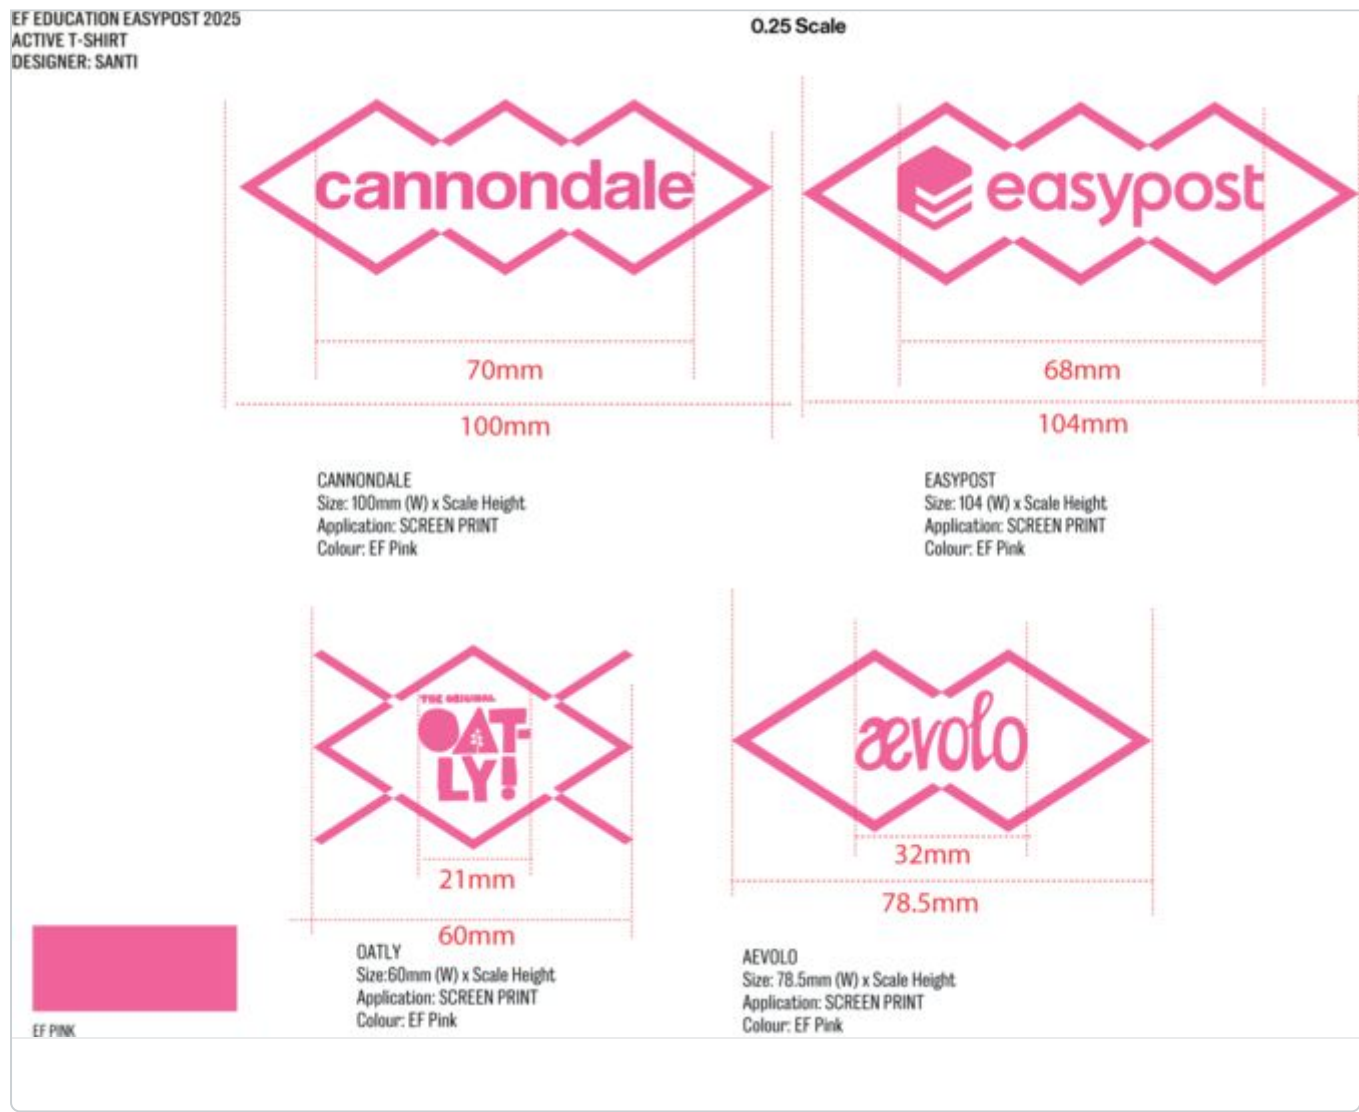 EF EDUCATION EASYPOST 2025
ACTIVE T-SHIRT
DESIGNER: SANTI
0.25 Scale
cannondale
easypost
70mm
100mm
68mm
104mm
CANNONDALE
Size: 100mm (W) x Scale Height
Application: SCREEN PRINT
Colour: EF Pink
EASYPOST
Size: 104 (W) x Scale Height
Application: SCREEN PRINT
Colour: EF Pink
THE ORIGINAL
OAT-
LY!
ævolo
21mm
60mm
32mm
78.5mm
OATLY
Size:60mm (W) x Scale Height
Application: SCREEN PRINT
Colour: EF Pink
AEVOLO
Size: 78.5mm (W) x Scale Height
Application: SCREEN PRINT
Colour: EF Pink
EF PINK